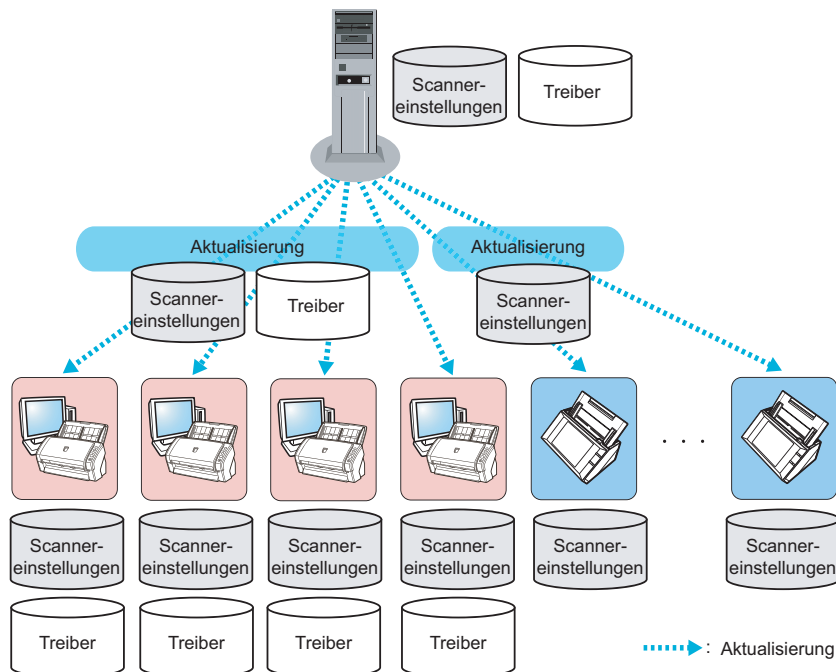 Scanner-
einstellungen
Treiber
Aktualisierung
Aktualisierung
Scanner-
einstellungen
Treiber
Scanner-
einstellungen
. . .
Scanner-
einstellungen
Scanner-
einstellungen
Scanner-
einstellungen
Scanner-
einstellungen
Scanner-
einstellungen
Scanner-
einstellungen
Treiber
Treiber
Treiber
Treiber
: Aktualisierung